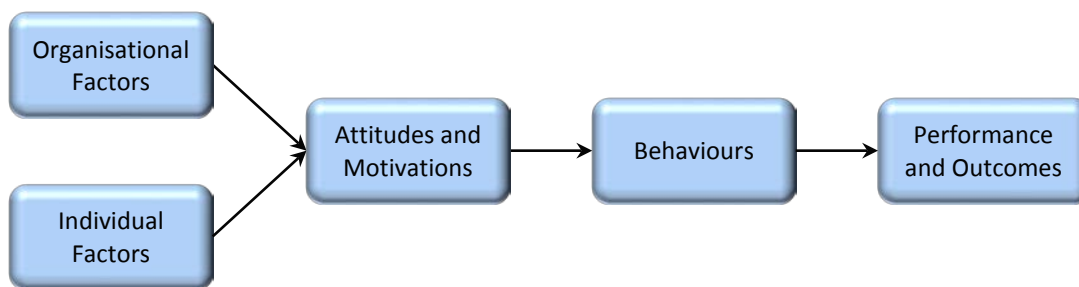 Organisational
Factors
Individual
Factors
Attitudes and
Motivations
Behaviours
Performance
and Outcomes